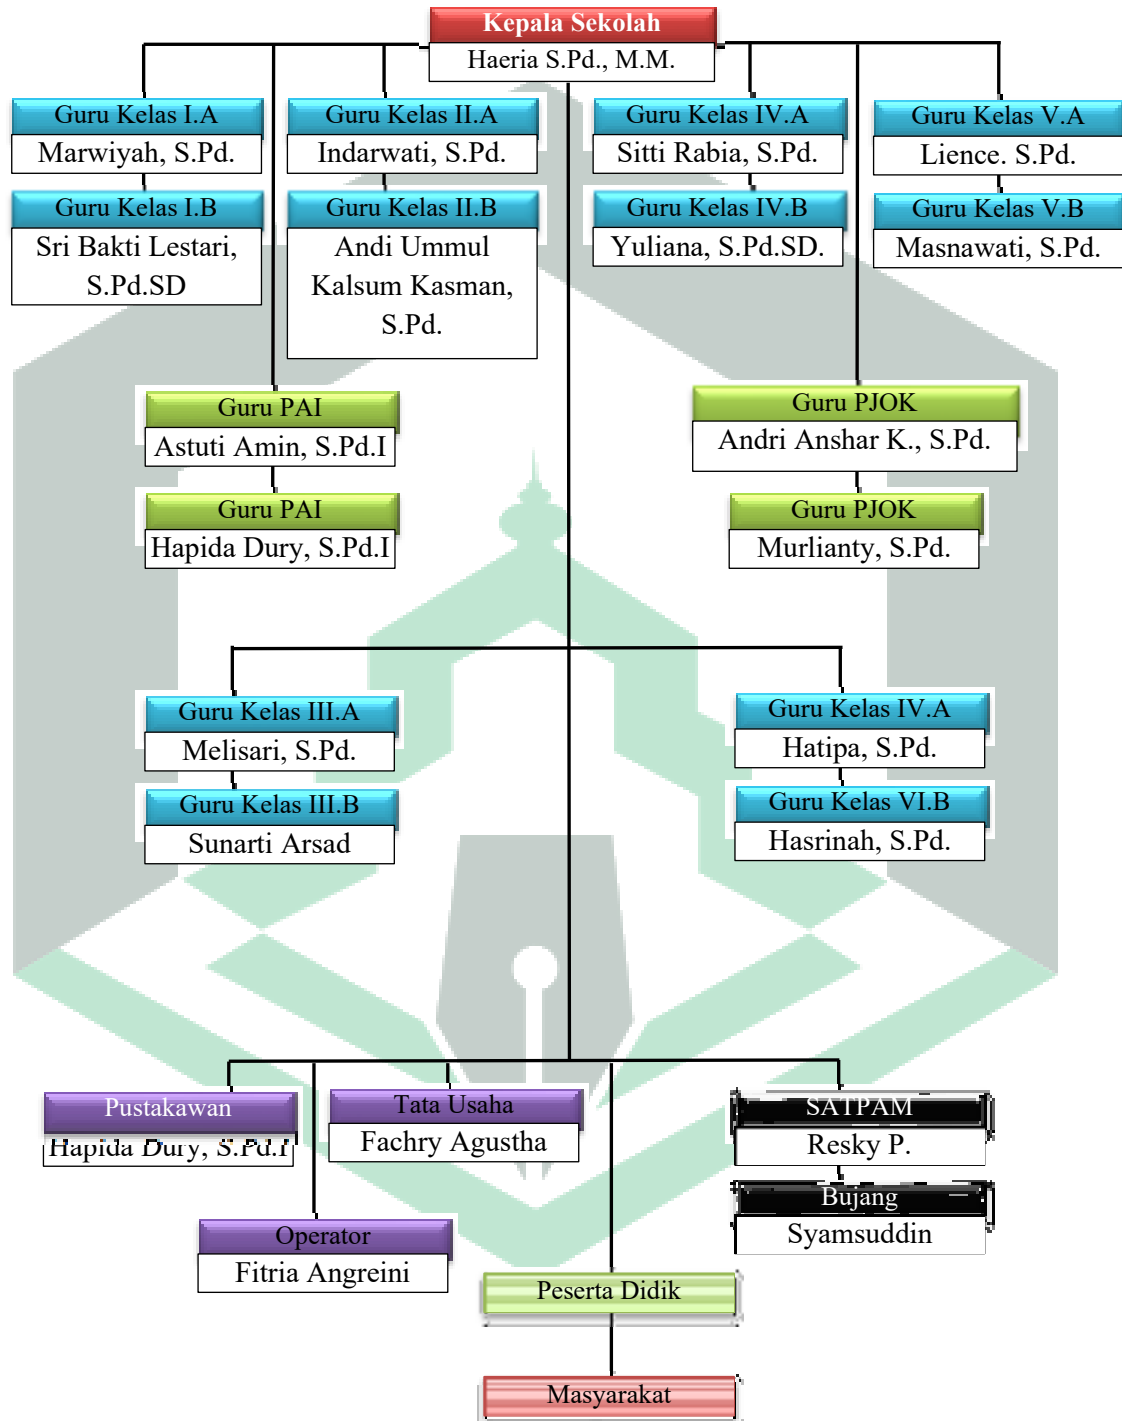 Kepala Sekolah
Haeria S.Pd., M.M.
Guru Kelas I.A
Marwiyah, S.Pd.
Guru Kelas II.A
Indarwati, S.Pd.
Guru Kelas IV.A
Sitti Rabia, S.Pd.
Guru Kelas V.A
Lience. S.Pd.
Guru Kelas I.B
Sri Bakti Lestari,
S.Pd.SD
Guru Kelas II.B
Andi Ummul
Kalsum Kasman,
S.Pd.
Guru Kelas IV.B
Yuliana, S.Pd.SD.
Guru Kelas V.B
Masnawati, S.Pd.
Guru PAI
Astuti Amin, S.Pd.I
Guru PJOK
Andri Anshar K., S.Pd.
Guru PAI
Hapida Dury, S.Pd.I
Guru PJOK
Murlianty, S.Pd.
Guru Kelas III.A
Melisari, S.Pd.
Guru Kelas IV.A
Hatipa, S.Pd.
Guru Kelas III.B
Sunarti Arsad
Guru Kelas VI.B
Hasrinah, S.Pd.
Pustakawan
Hapida Dury, S.Pd.I
Tata Usaha
Fachry Agustha
SATPAM
Resky P.
Bujang
Syamsuddin
Operator
Fitria Angreini
Peserta Didik
Masyarakat